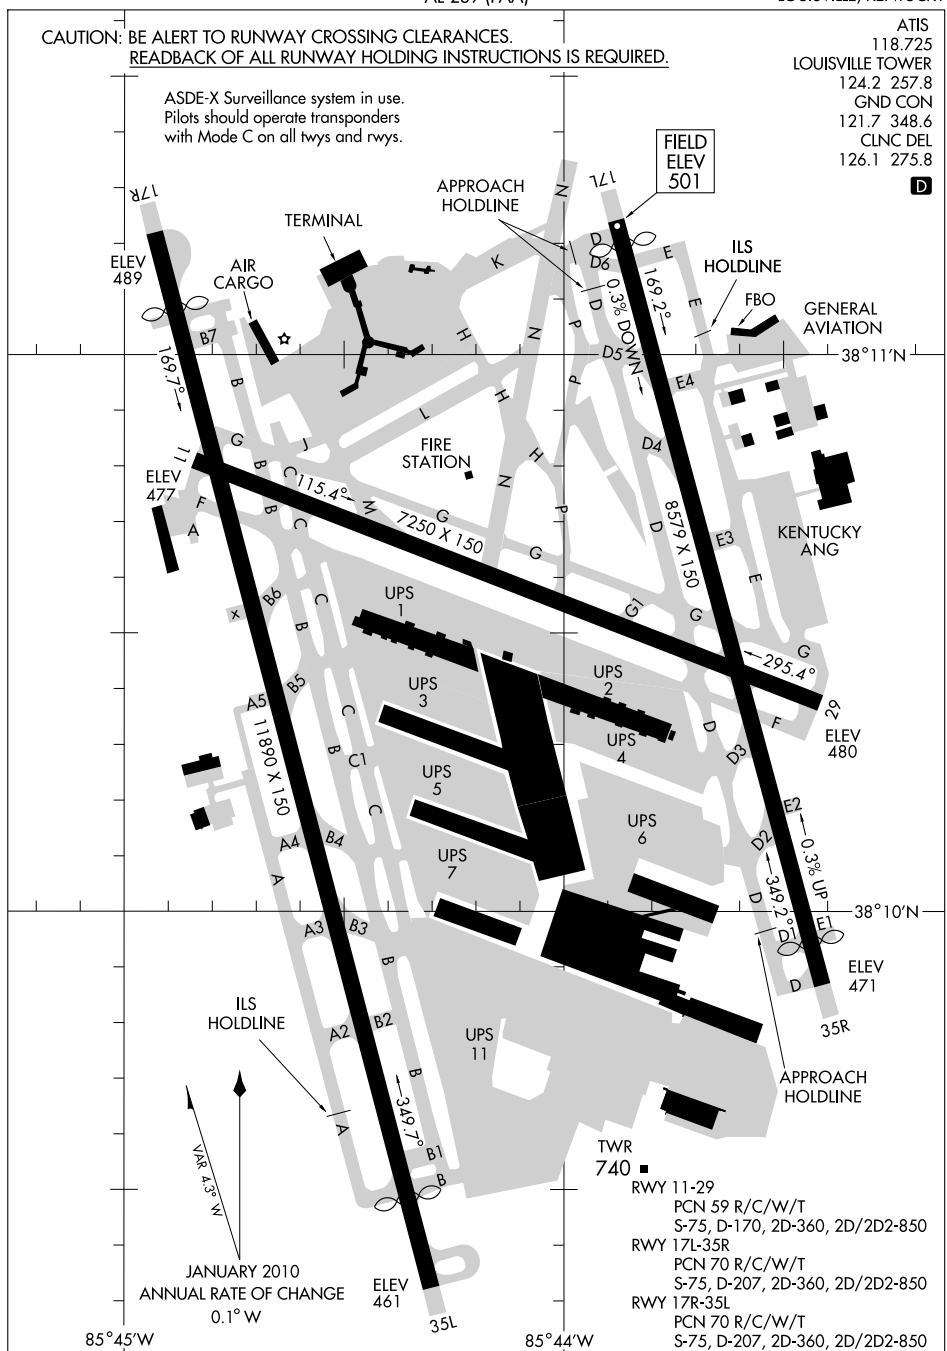 CAUTION: BE ALERT TO RUNWAY CROSSING CLEARANCES.
READBACK OF ALL RUNWAY HOLDING INSTRUCTIONS IS REQUIRED.
ASDE-X Surveillance system in use.
Pilots should operate transponders
with Mode C on all twys and rwys.
ATIS
118.725
LOUISVILLE TOWER
124.2 257.8
GND CON
121.7 348.6
CLNC DEL
126.1 275.8
D
FIELD
ELEV
501
APPROACH
HOLDLINE
17R
17L
N
TERMINAL
ELEV
489
AIR
CARGO
K
D
D6
E
ILS
HOLDLINE
FBO
GENERAL
AVIATION
B7
H
N
P
D
0.3% DOWN
169.2°
E
38°11'N
169.7°
B
D5
P
E4
H
L
J
G
B
C
FIRE
STATION
H
N
D4
11
ELEV
477
F
A
B
C
115.4°
M
G
7250 X 150
G
P
D
8579 X 150
E3
E
KENTUCKY
ANG
X
B6
C
B
UPS
1
G1
G
G
295.4°
29
ELEV
480
A5
B5
UPS
3
UPS
2
F
C
B
C1
D
D3
11890 X 150
UPS
4
UPS
5
C
E2
UPS
6
D2
0.3% UP
A4
B4
UPS
7
A
D
349.2°
38°10'N
A3
B3
D1
E1
B
ELEV
471
D
35R
ILS
HOLDLINE
A2
B2
UPS
11
B
APPROACH
HOLDLINE
A
349.7°
VAR 4.3° W
B1
B
TWR
740
RWY 11-29
PCN 59 R/C/W/T
S-75, D-170, 2D-360, 2D/2D2-850
RWY 17L-35R
PCN 70 R/C/W/T
S-75, D-207, 2D-360, 2D/2D2-850
RWY 17R-35L
PCN 70 R/C/W/T
S-75, D-207, 2D-360, 2D/2D2-850
JANUARY 2010
ANNUAL RATE OF CHANGE
0.1° W
ELEV
461
35L
85°45'W
85°44'W